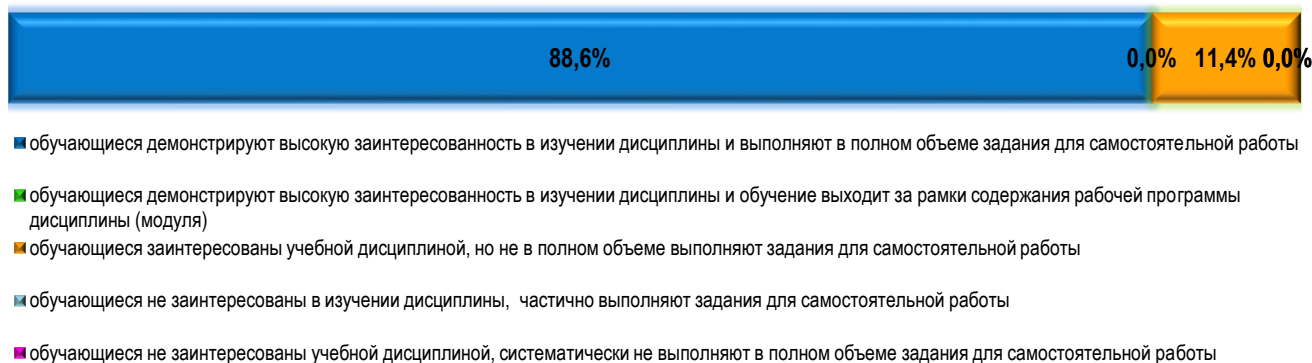 88,6% 0,0% 11,4% 0,0%
обучающиеся демонстрируют высокую заинтересованность в изучении дисциплины и выполняют в полном объеме задания для самостоятельной работы
обучающиеся демонстрируют высокую заинтересованность в изучении дисциплины и обучение выходит за рамки содержания рабочей программы
дисциплины (модуля)
обучающиеся заинтересованы учебной дисциплиной, но не в полном объеме выполняют задания для самостоятельной работы
обучающиеся не заинтересованы в изучении дисциплины, частично выполняют задания для самостоятельной работы
обучающиеся не заинтересованы учебной дисциплиной, систематически не выполняют в полном объеме задания для самостоятельной работы